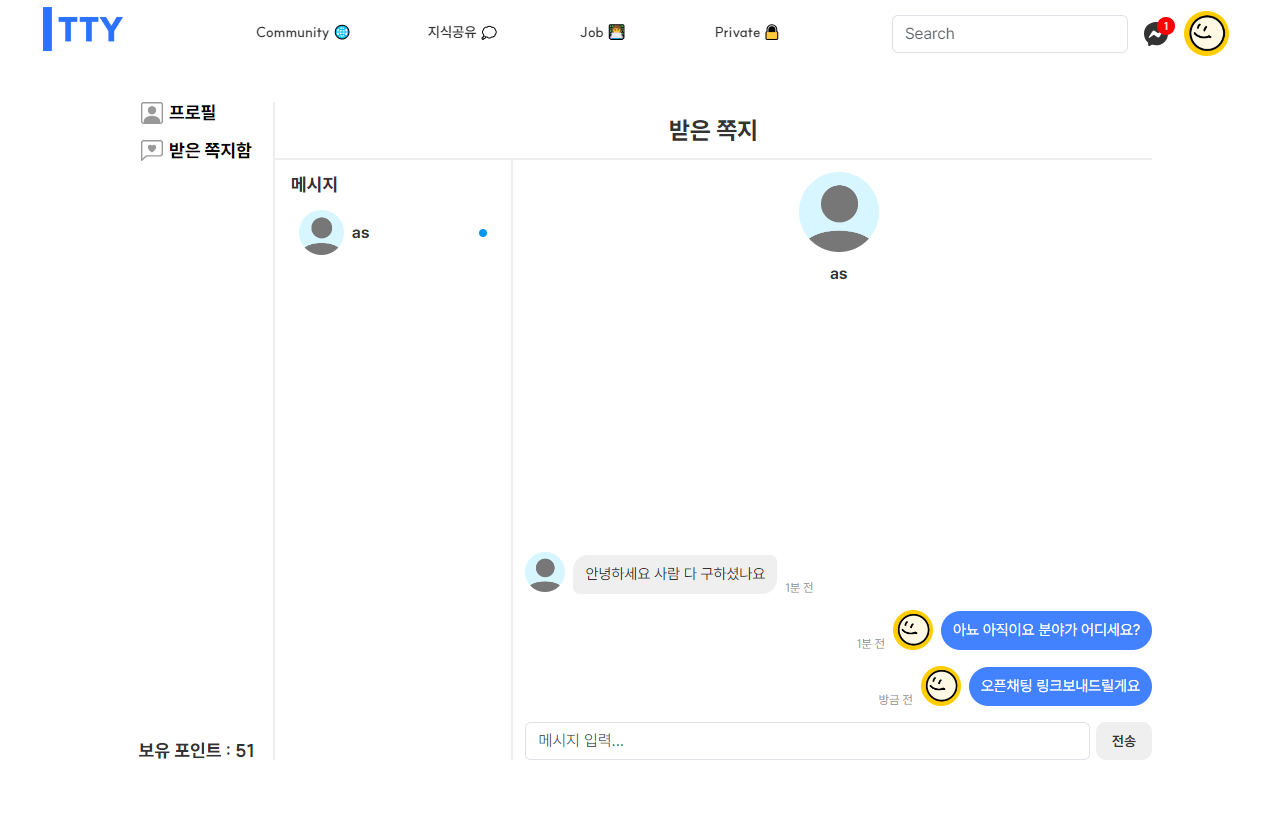 TTY
Community
지식공유
Job
Private
Search
1
프로필
받은 쪽지함
받은 쪽지
메시지
as
as
안녕하세요 사람 다 구하셨나요
1분 전
1분 전
아뇨 아직이요 분야가 어디세요?
방금 전
오픈채팅 링크보내드릴게요
보유 포인트 : 51
메시지 입력...
전송